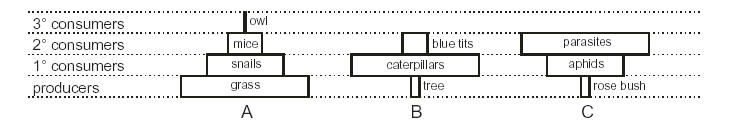 3° consumers owl
2° consumers mice blue tits parasites
1° consumers snails caterpillars aphids
producers grass tree rose bush
A B C